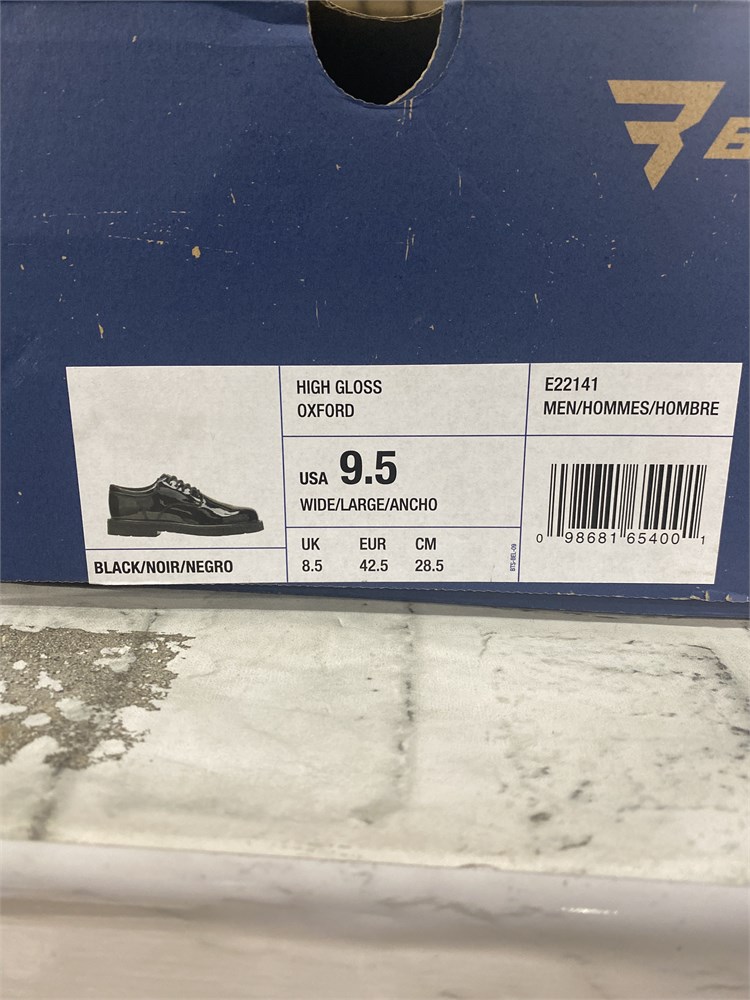 HIGH GLOSS
OXFORD
E22141
MEN/HOMMES/HOMBRE
USA 9.5
WIDE/LARGE/ANCHO
0 98681 65400 1
BLACK/NOIR/NEGRO
UK EUR CM
8.5 42.5 28.5